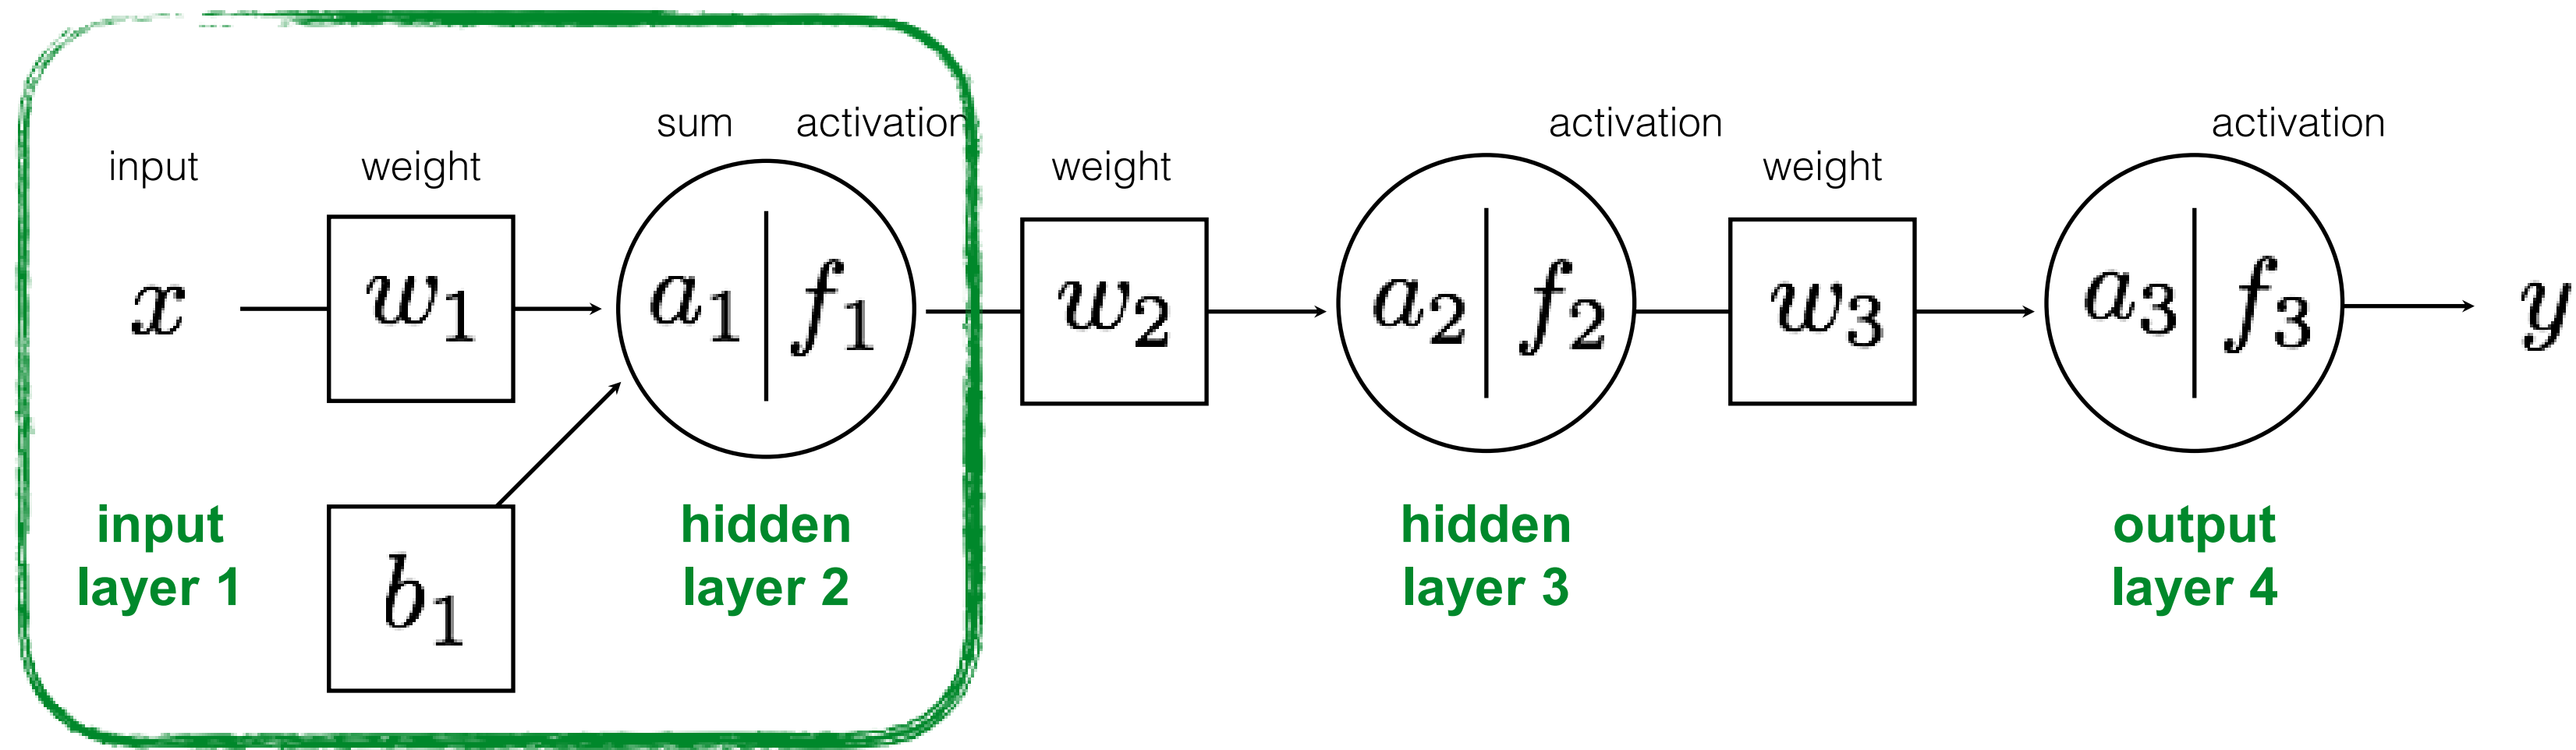 sum activation activation activation
input weight weight weight
x w₁ a₁ | f₁ w₂ a₂ | f₂ w₃ a₃ | f₃ y
input hidden hidden output
layer 1 b₁ layer 2 layer 3 layer 4